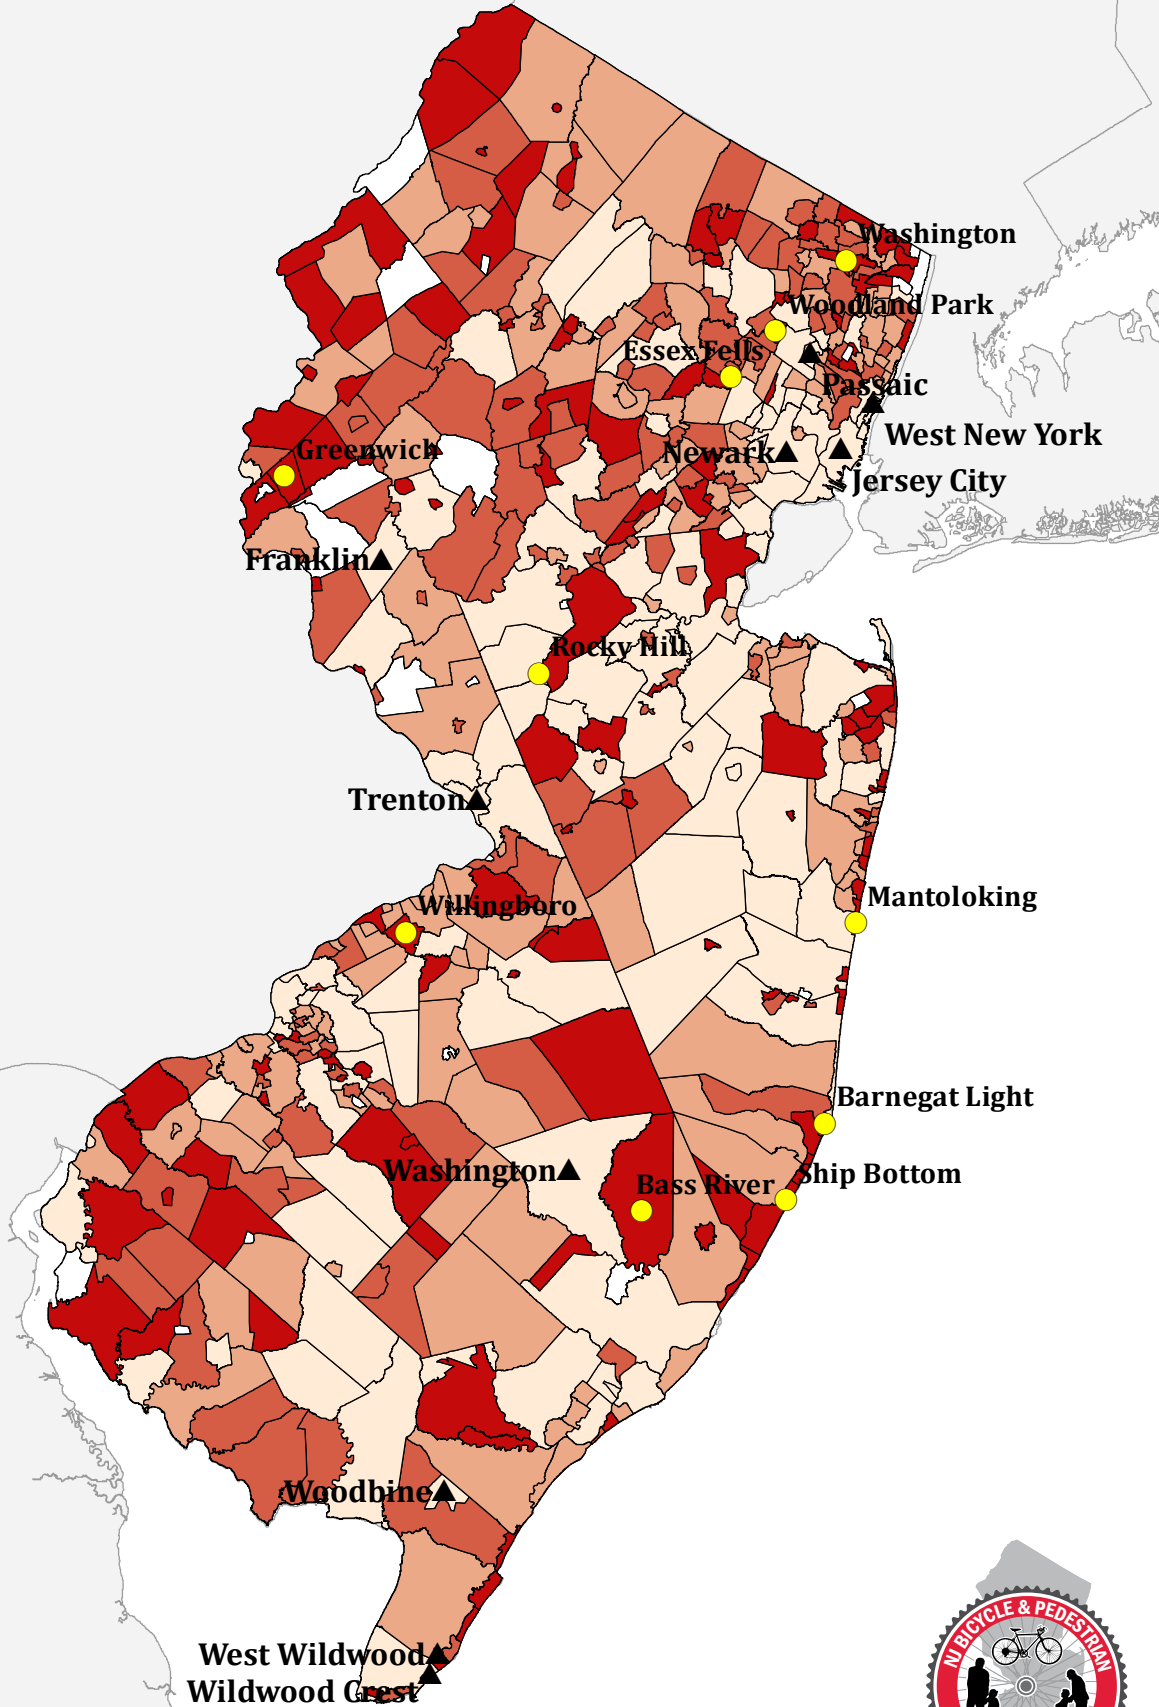 Washington
Woodland Park
Essex Fells
Passaic
West New York
Greenwich
Newark
Jersey City
Franklin
Rocky Hill
Trenton
Mantoloking
Willingboro
Barnegat Light
Washington
Ship Bottom
Bass River
Woodbine
NJ BICYCLE & PEDESTRIAN
West Wildwood
Wildwood Crest